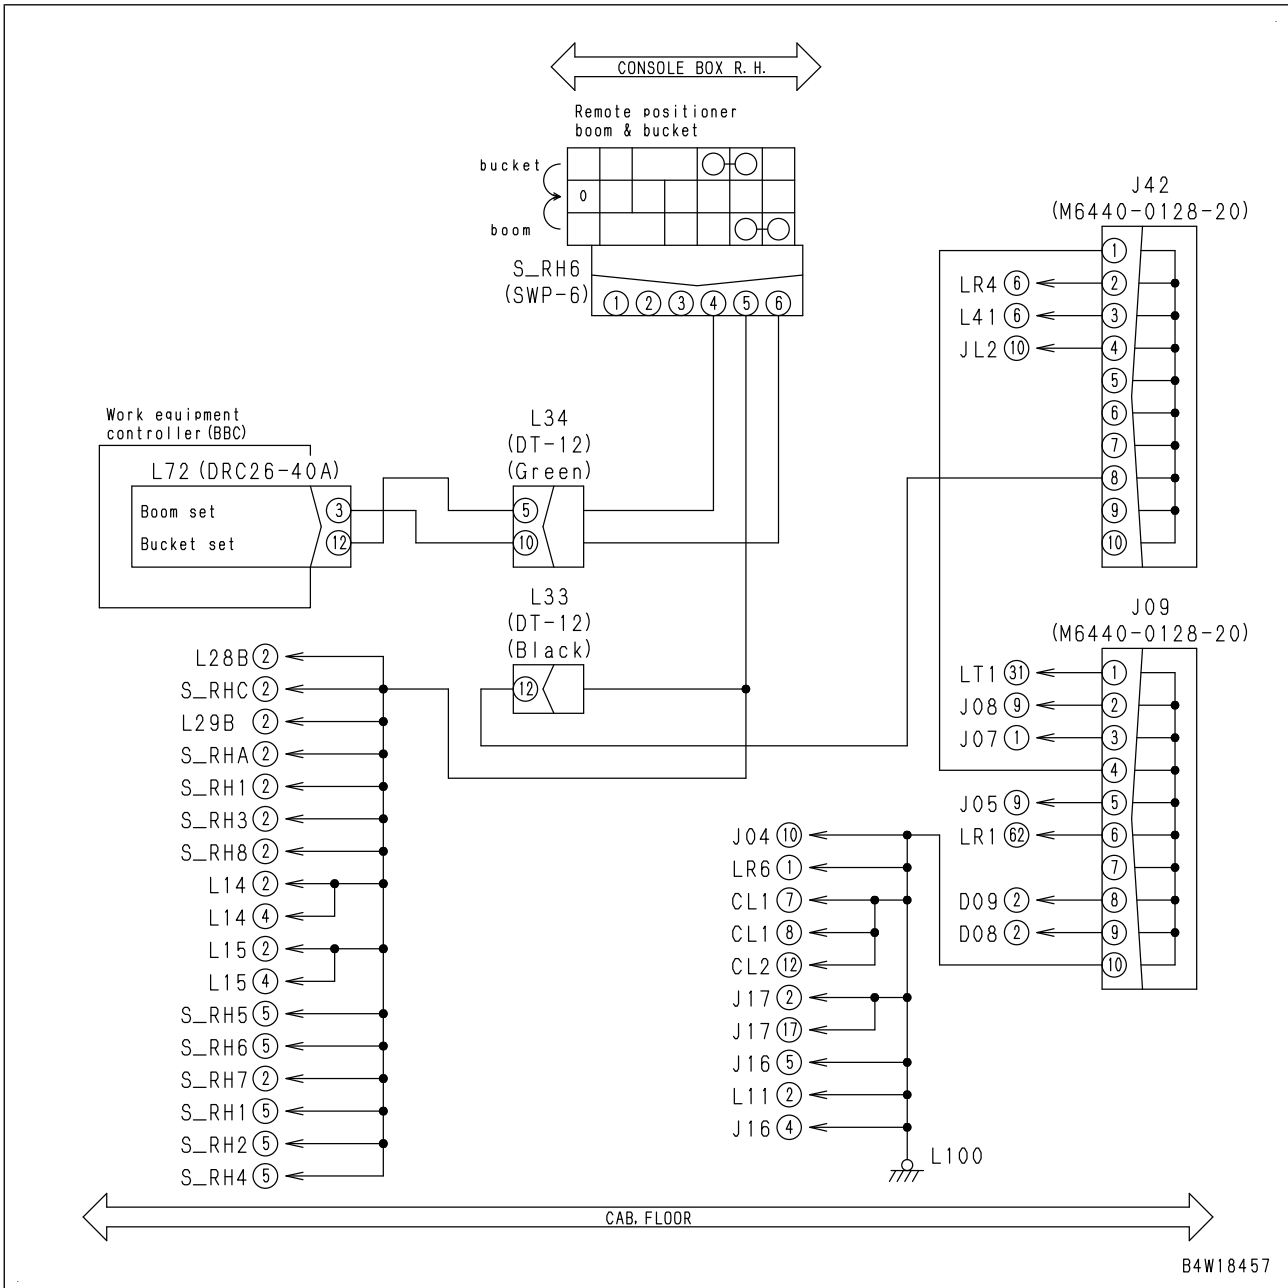 CONSOLE BOX R. H.
Remote positioner
boom & bucket
bucket
0
boom
S_RH6
(SWP-6)
1 2 3 4 5 6
J42
(M6440-0128-20)
1
LR4 6 2
L41 6 3
JL2 10 4
5
6
7
8
9
10
Work equipment
controller (BBC)
L72 (DRC26-40A)
Boom set 3
Bucket set 12
L34
(DT-12)
(Green)
5
10
L33
(DT-12)
(Black)
12
J09
(M6440-0128-20)
LT1 31 1
J08 9 2
J07 1 3
4
J05 9 5
LR1 62 6
7
D09 2 8
D08 2 9
10
L28B 2
S_RHC 2
L29B 2
S_RHA 2
S_RH1 2
S_RH3 2
S_RH8 2
L14 2
L14 4
L15 2
L15 4
S_RH5 5
S_RH6 5
S_RH7 2
S_RH1 5
S_RH2 5
S_RH4 5
J04 10
LR6 1
CL1 7
CL1 8
CL2 12
J17 2
J17 17
J16 5
L11 2
J16 4
L100
CAB, FLOOR
B4W18457